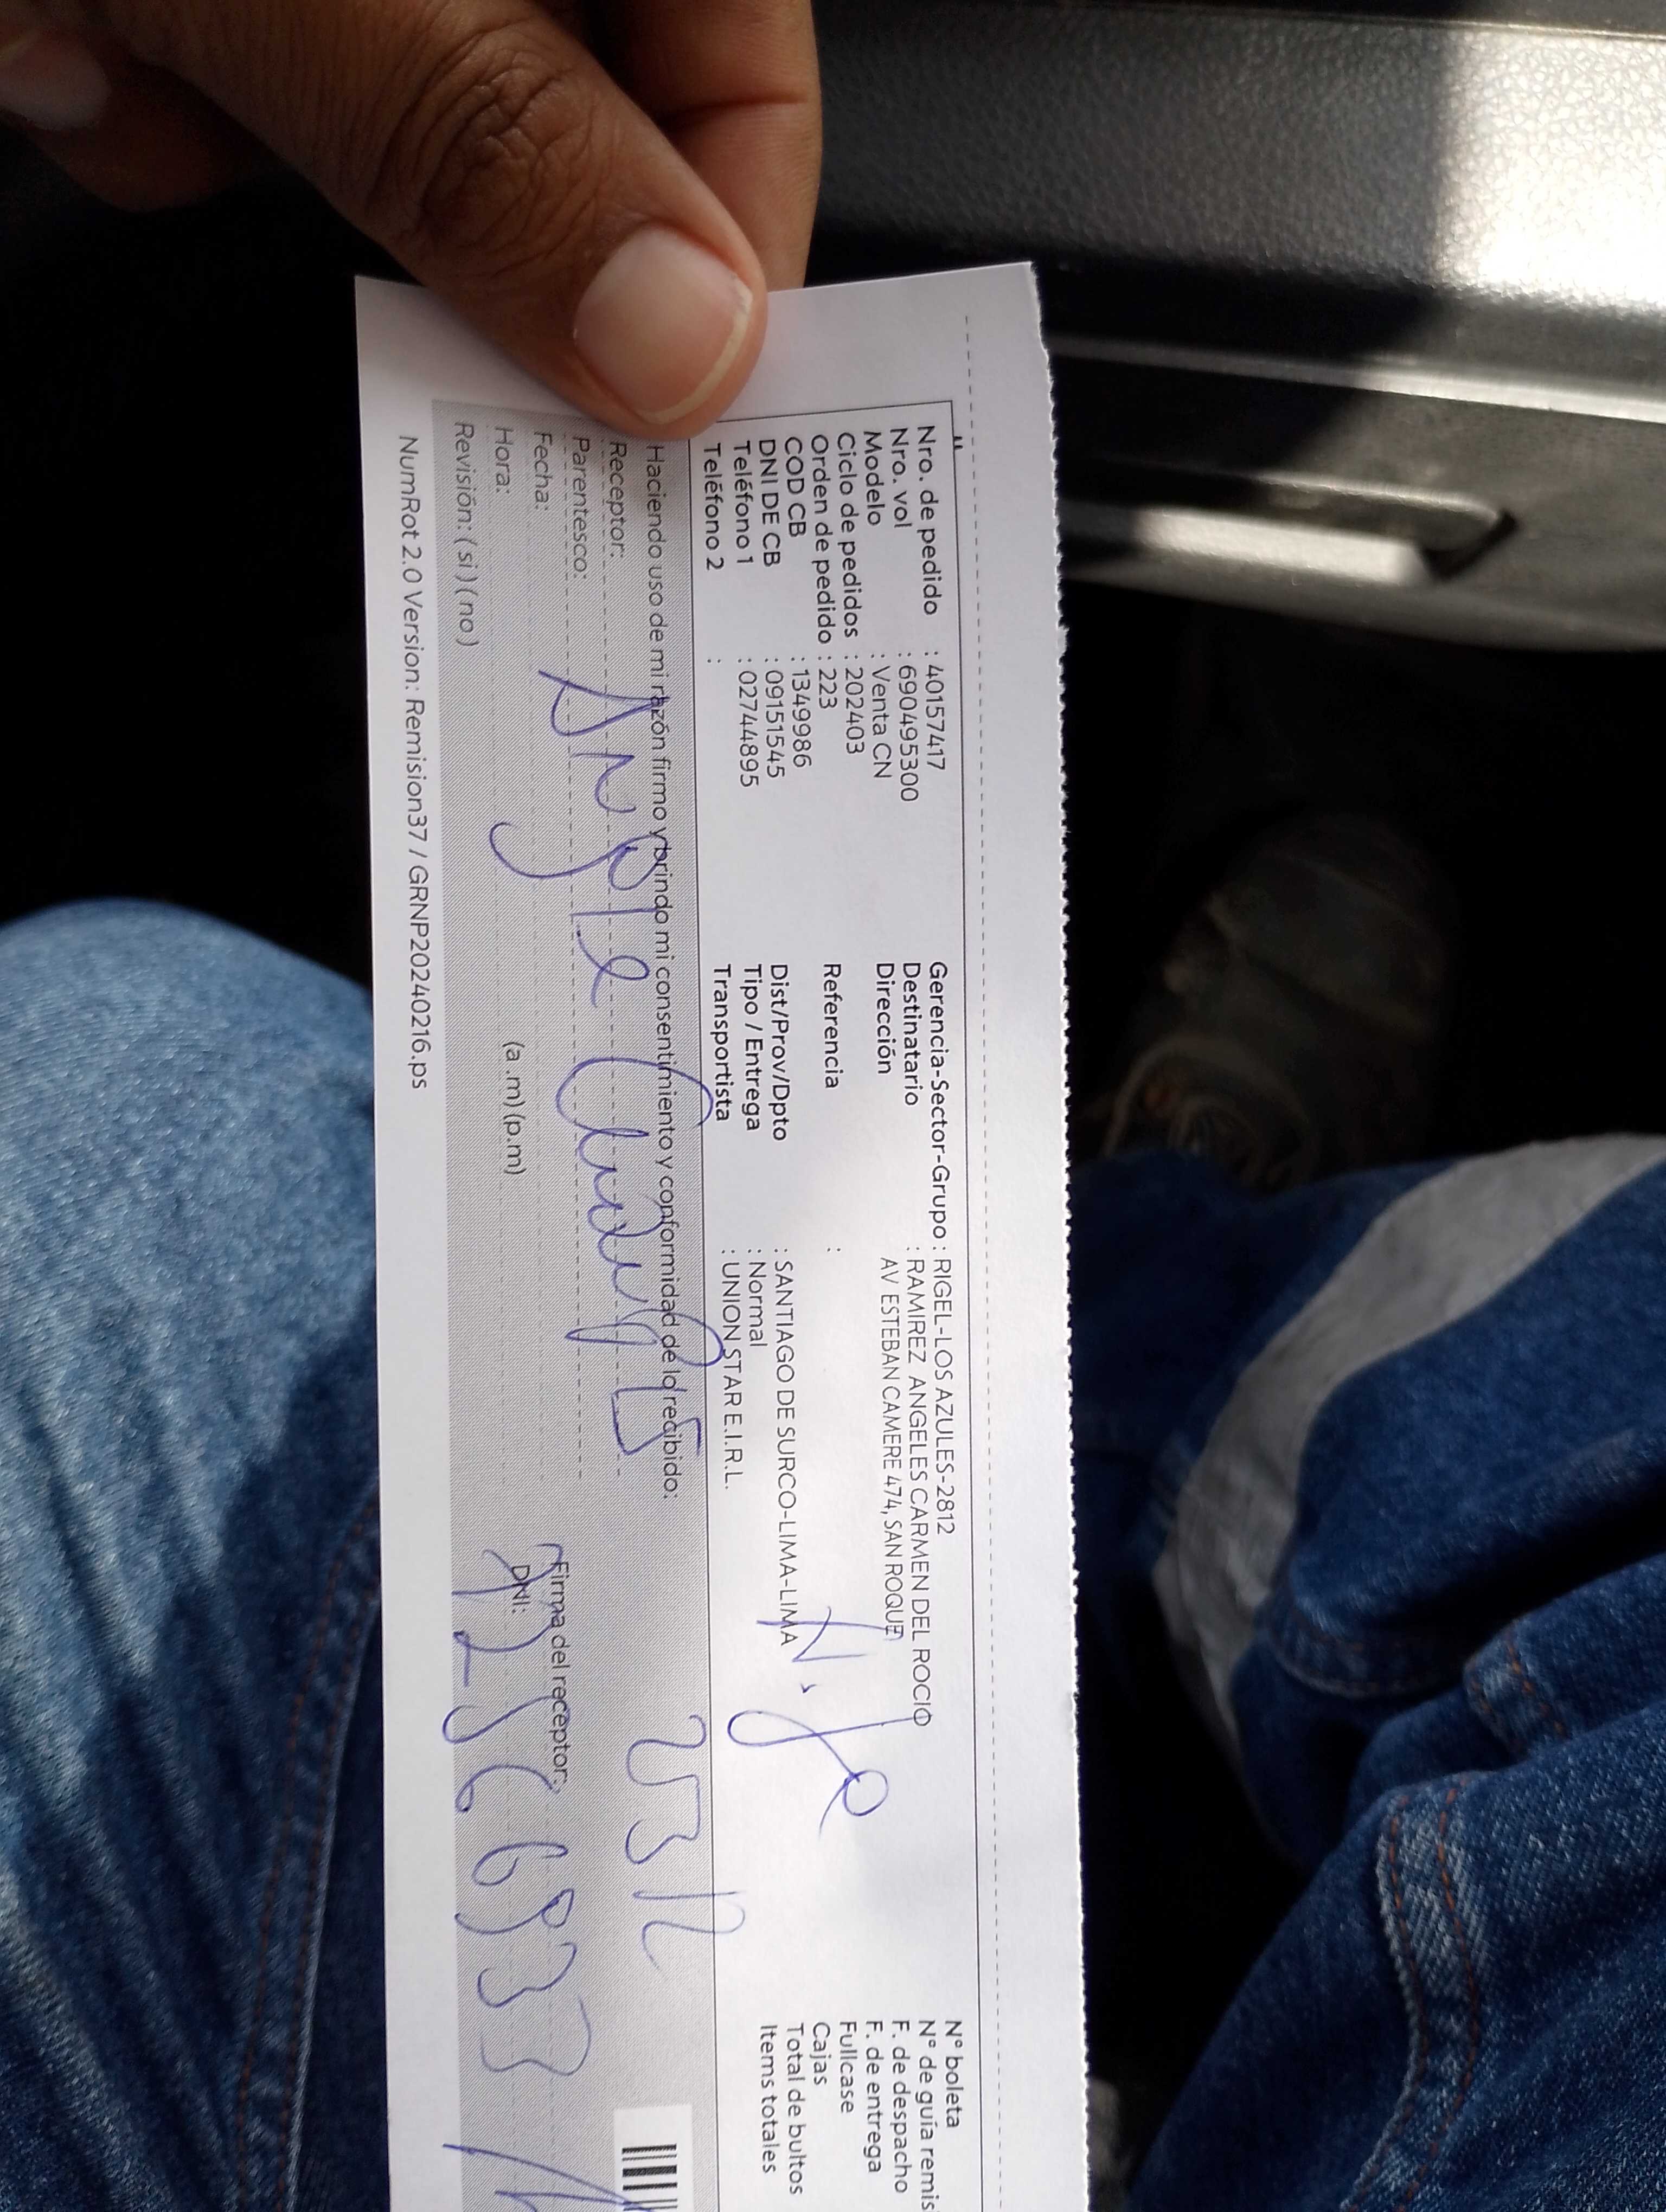 Nro. de pedido : 40157417
Nro. vol : 690495300
Modelo : Venta CN
Ciclo de pedidos : 202403
Orden de pedido : 223
COD CB : 1349986
DNI DE CB : 09151545
Teléfono 1 : 02744895
Teléfono 2 :
Gerencia-Sector-Grupo : RIGEL-LOS AZULES-2812
Destinatario : RAMIREZ ANGELES CARMEN DEL ROCIO
Dirección AV ESTEBAN CAMERE 474, SAN ROQUE
Referencia :
Dist/Prov/Dpto : SANTIAGO DE SURCO-LIMA-LIMA
Tipo / Entrega : Normal
Transportista : UNION STAR E.I.R.L.
N° boleta
N° de guía remis
F. de despacho
F. de entrega
Fullcase
Cajas
Total de bultos
Items totales
Haciendo uso de mi razón firmo y brindo mi consentimiento y conformidad de lo recibido:
Receptor:
Parentesco:
Fecha:
Hora: (a .m) (p.m)
Revisión: ( si ) ( no )
Firma del receptor:
DNI:
NumRot 2.0 Version: Remision37 / GRNP20240216.ps